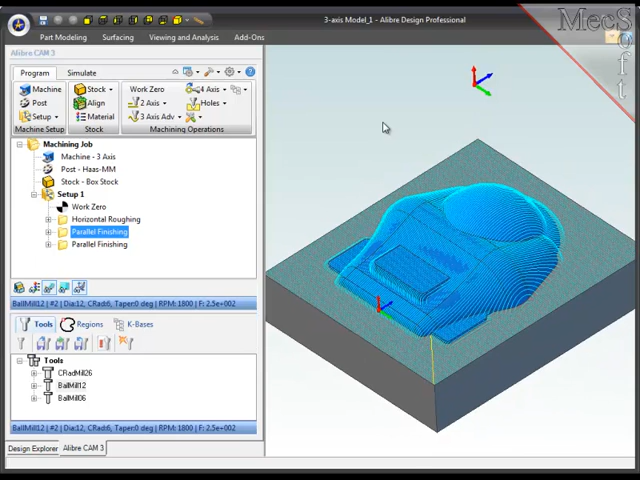 3-axis Model_1 - Alibre Design Professional
MecSoft
Part Modeling Surfacing Viewing and Analysis Add-Ons
Alibre CAM 3
Program Simulate
Machine Stock Work Zero 4 Axis
Post Align 2 Axis Holes
Setup Material 3 Axis Adv
Machine Setup Stock Machining Operations
Machining Job
Machine - 3 Axis
Post - Haas-MM
Stock - Box Stock
Setup 1
Work Zero
Horizontal Roughing
Parallel Finishing
Parallel Finishing
BallMill12 | #2 | Dia:12, CRad:6, Taper:0 deg | RPM: 1800 | F: 2.5e+002
Tools Regions K-Bases
Tools
CRadMill26
BallMill12
BallMill06
BallMill12 | #2 | Dia:12, CRad:6, Taper:0 deg | RPM: 1800 | F: 2.5e+002
Design Explorer Alibre CAM 3